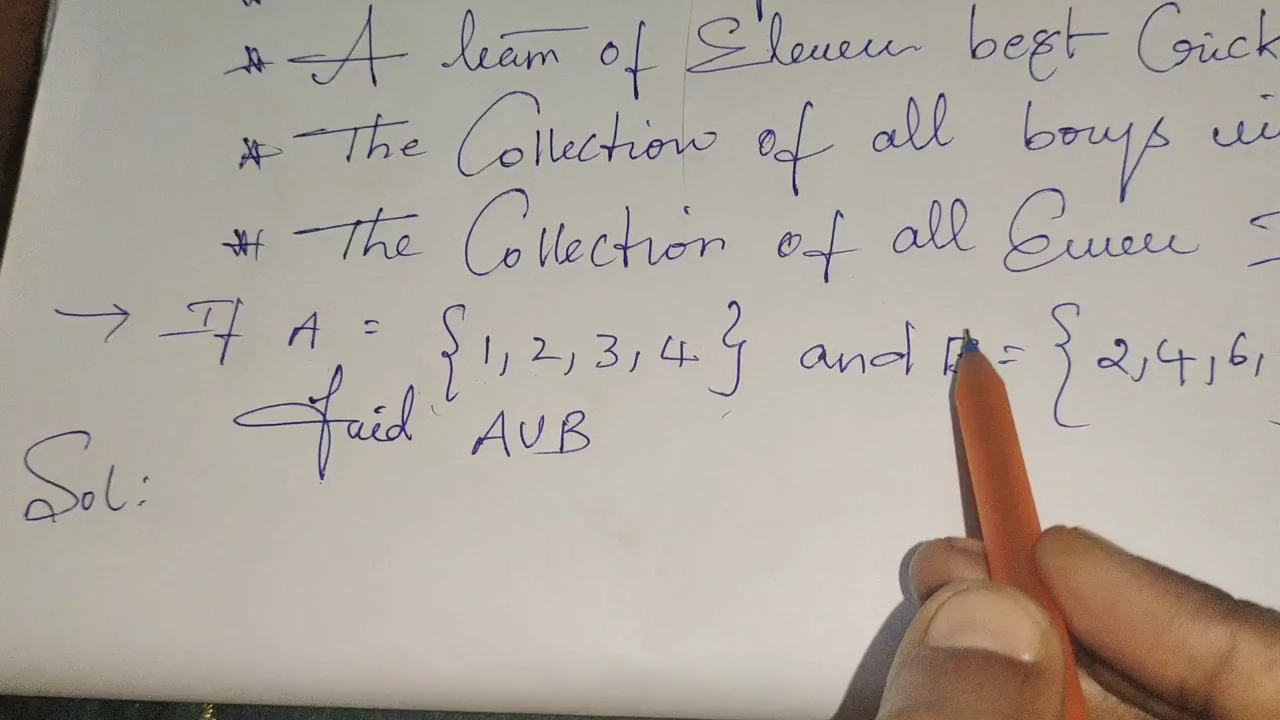 * A team of Eleven best Crick
* The Collection of all boys in
* The Collection of all Even I
→ If A = {1, 2, 3, 4} and B = {2, 4, 6,
find A∪B
Sol: